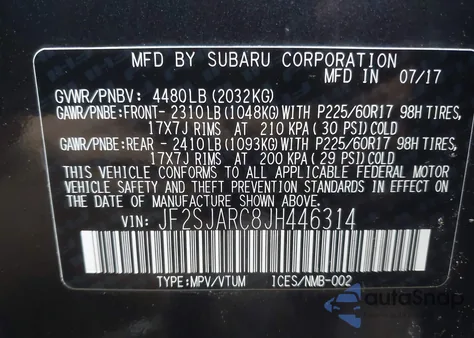 MFD BY SUBARU CORPORATION
MFD IN 07/17
GVWR/PNBV: 4480LB(2032KG)
GAWR/PNBE:FRONT- 2310LB(1048KG)WITH P225/60R17 98H TIRES,
17X7J RIMS AT 210 KPA(30 PSI)COLD
GAWR/PNBE:REAR - 2410LB(1093KG)WITH P225/60R17 98H TIRES,
17X7J RIMS AT 200 KPA(29 PSI)COLD
THIS VEHICLE CONFORMS TO ALL APPLICABLE FEDERAL MOTOR
VEHICLE SAFETY AND THEFT PREVENTION STANDARDS IN
EFFECT ON THE DATE OF MANUFACTURE SHOWN ABOVE.
VIN: JF2SJARC8JH446314
TYPE:MPV/VTUM ICES/NMB-002
autoSnap